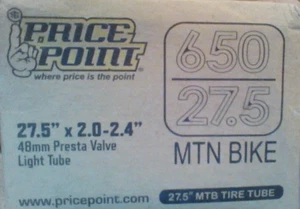 PRICE
POINT
where price is the point
650
27.5
27.5" x 2.0-2.4"
48mm Presta Valve
Light Tube
MTN BIKE
www.pricepoint.com
27.5" MTB TIRE TUBE